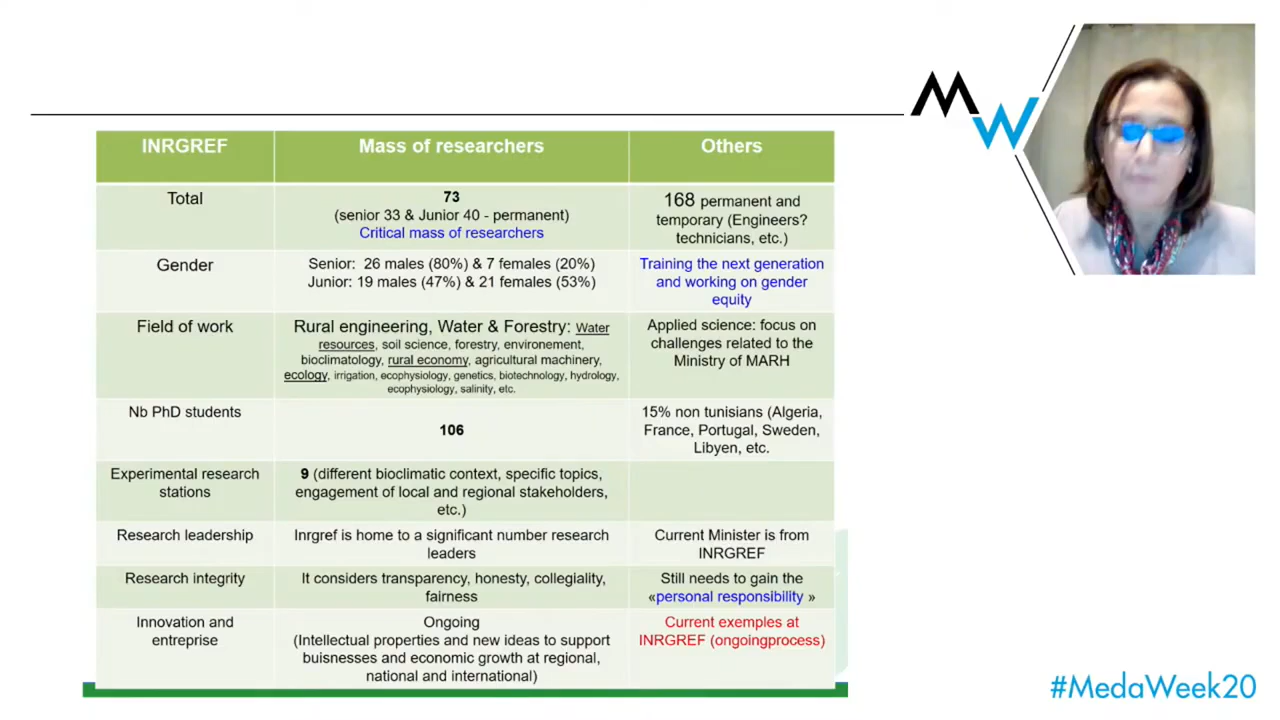 MW
INRGREF
Mass of researchers
Others
Total
73
(senior 33 & Junior 40 - permanent)
Critical mass of researchers
168 permanent and
temporary (Engineers?
technicians, etc.)
Gender
Senior: 26 males (80%) & 7 females (20%)
Junior: 19 males (47%) & 21 females (53%)
Training the next generation
and working on gender
equity
Field of work
Rural engineering, Water & Forestry: Water
resources, soil science, forestry, environement,
bioclimatology, rural economy, agricultural machinery,
ecology, irrigation, ecophysiology, genetics, biotechnology, hydrology,
ecophysiology, salinity, etc.
Applied science: focus on
challenges related to the
Ministry of MARH
Nb PhD students
106
15% non tunisians (Algeria,
France, Portugal, Sweden,
Libyen, etc.
Experimental research
stations
9 (different bioclimatic context, specific topics,
engagement of local and regional stakeholders,
etc.)
Research leadership
Inrgref is home to a significant number research
leaders
Current Minister is from
INRGREF
Research integrity
It considers transparency, honesty, collegiality,
fairness
Still needs to gain the
«personal responsibility »
Innovation and
entreprise
Ongoing
(Intellectual properties and new ideas to support
buisnesses and economic growth at regional,
national and international)
Current exemples at
INRGREF (ongoingprocess)
#MedaWeek20